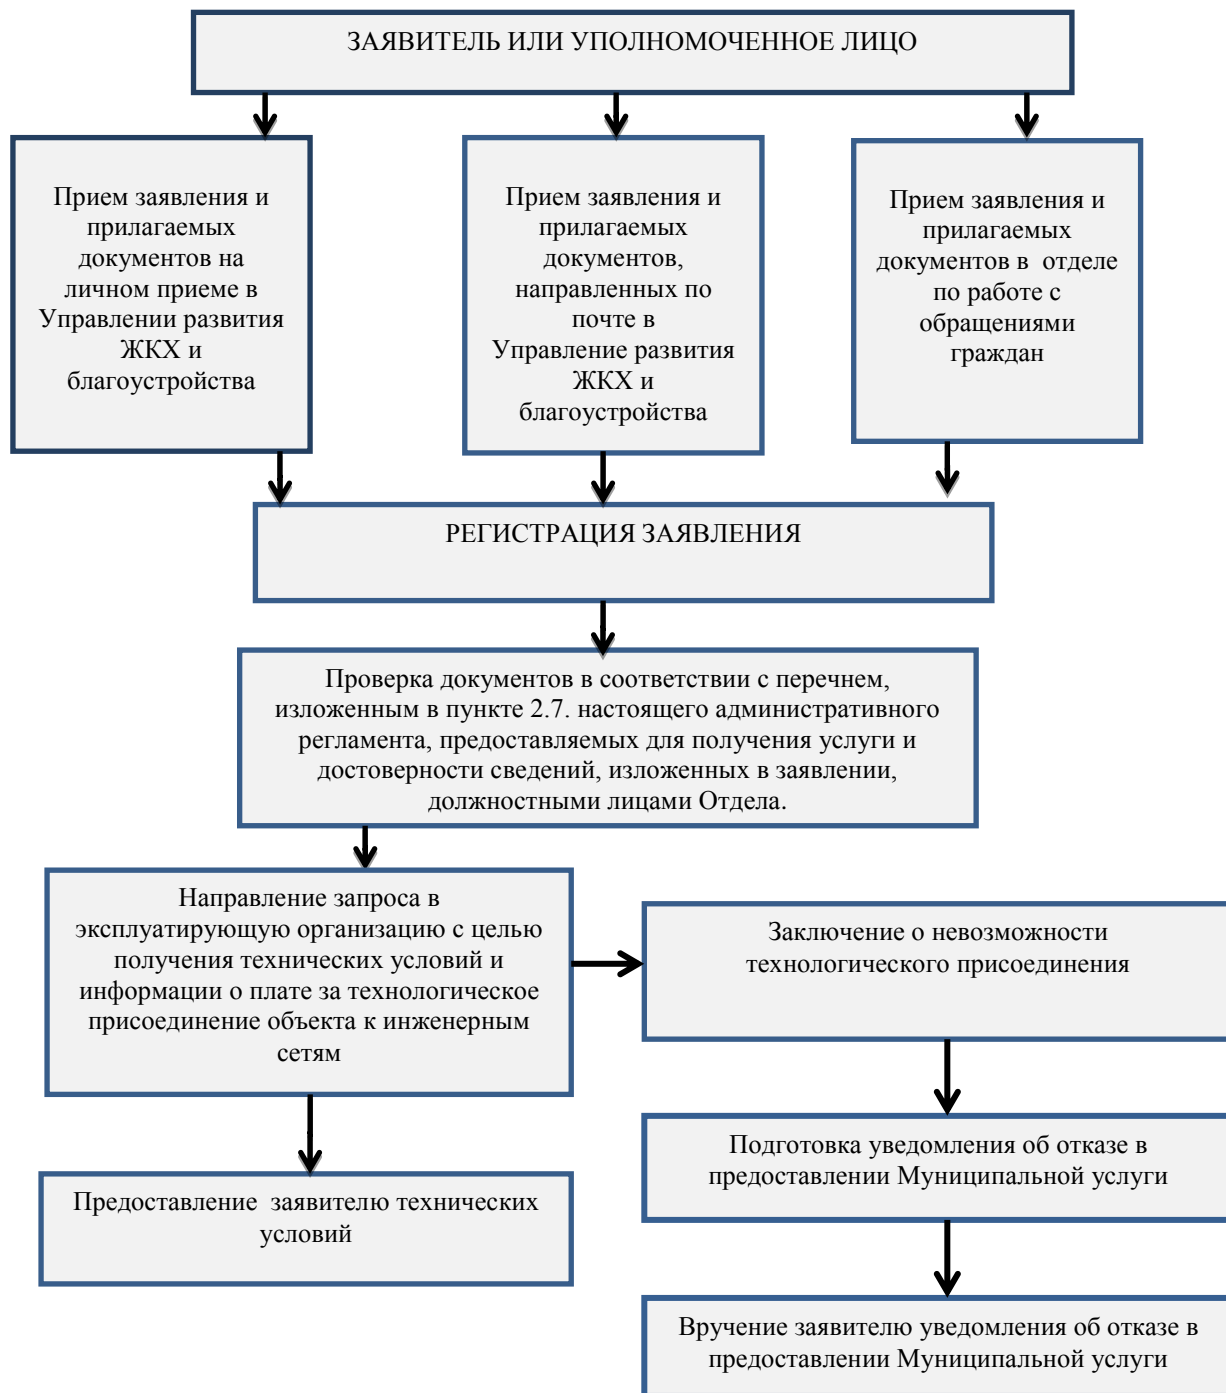 ЗАЯВИТЕЛЬ ИЛИ УПОЛНОМОЧЕННОЕ ЛИЦО
Прием заявления и
прилагаемых
документов на
личном приеме в
Управлении развития
ЖКХ и
благоустройства
Прием заявления и
прилагаемых
документов,
направленных по
почте в
Управление развития
ЖКХ и
благоустройства
Прием заявления и
прилагаемых
документов в отделе
по работе с
обращениями
граждан
РЕГИСТРАЦИЯ ЗАЯВЛЕНИЯ
Проверка документов в соответствии с перечнем,
изложенным в пункте 2.7. настоящего административного
регламента, предоставляемых для получения услуги и
достоверности сведений, изложенных в заявлении,
должностными лицами Отдела.
Направление запроса в
эксплуатирующую организацию с целью
получения технических условий и
информации о плате за технологическое
присоединение объекта к инженерным
сетям
Заключение о невозможности
технологического присоединения
Подготовка уведомления об отказе в
предоставлении Муниципальной услуги
Предоставление заявителю технических
условий
Вручение заявителю уведомления об отказе в
предоставлении Муниципальной услуги